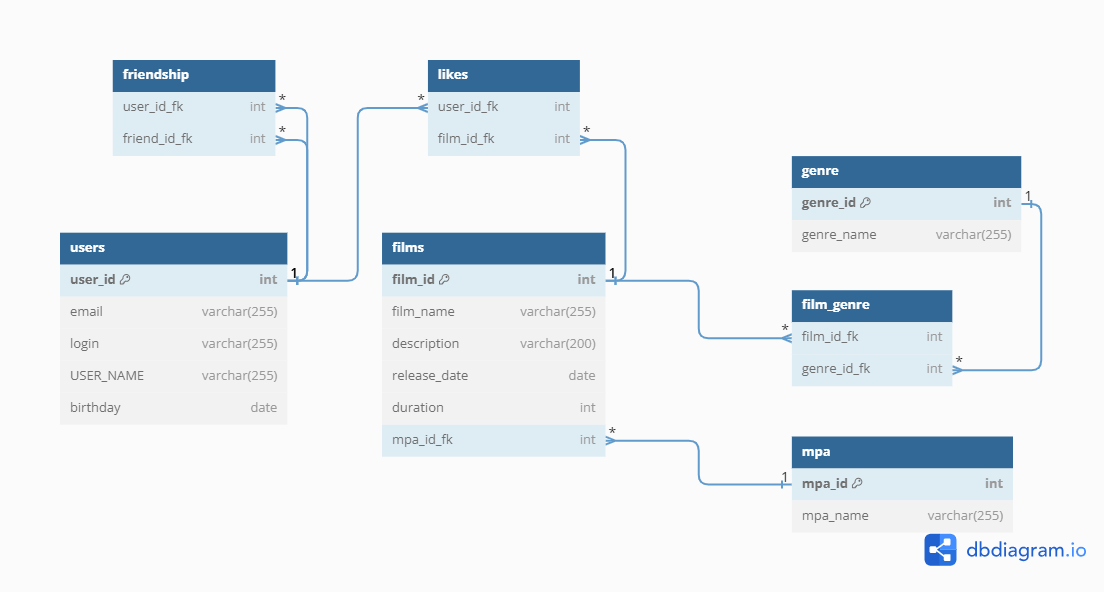 friendship
user_id_fk int
friend_id_fk int
likes
user_id_fk int
film_id_fk int
genre
genre_id int
genre_name varchar(255)
users
user_id int
email varchar(255)
login varchar(255)
USER_NAME varchar(255)
birthday date
films
film_id int
film_name varchar(255)
description varchar(200)
release_date date
duration int
mpa_id_fk int
film_genre
film_id_fk int
genre_id_fk int
mpa
mpa_id int
mpa_name varchar(255)
*
*
*
*
1
1
1
*
*
*
1
dbdiagram.io